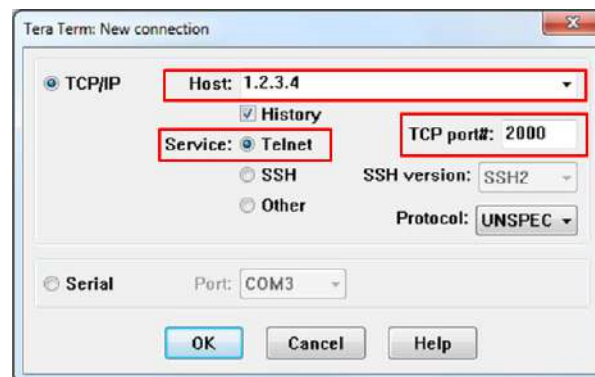 Tera Term: New connection
TCP/IP Host: 1.2.3.4
History
Service: Telnet TCP port#: 2000
SSH SSH version: SSH2
Other Protocol: UNSPEC
Serial Port: COM3
OK Cancel Help